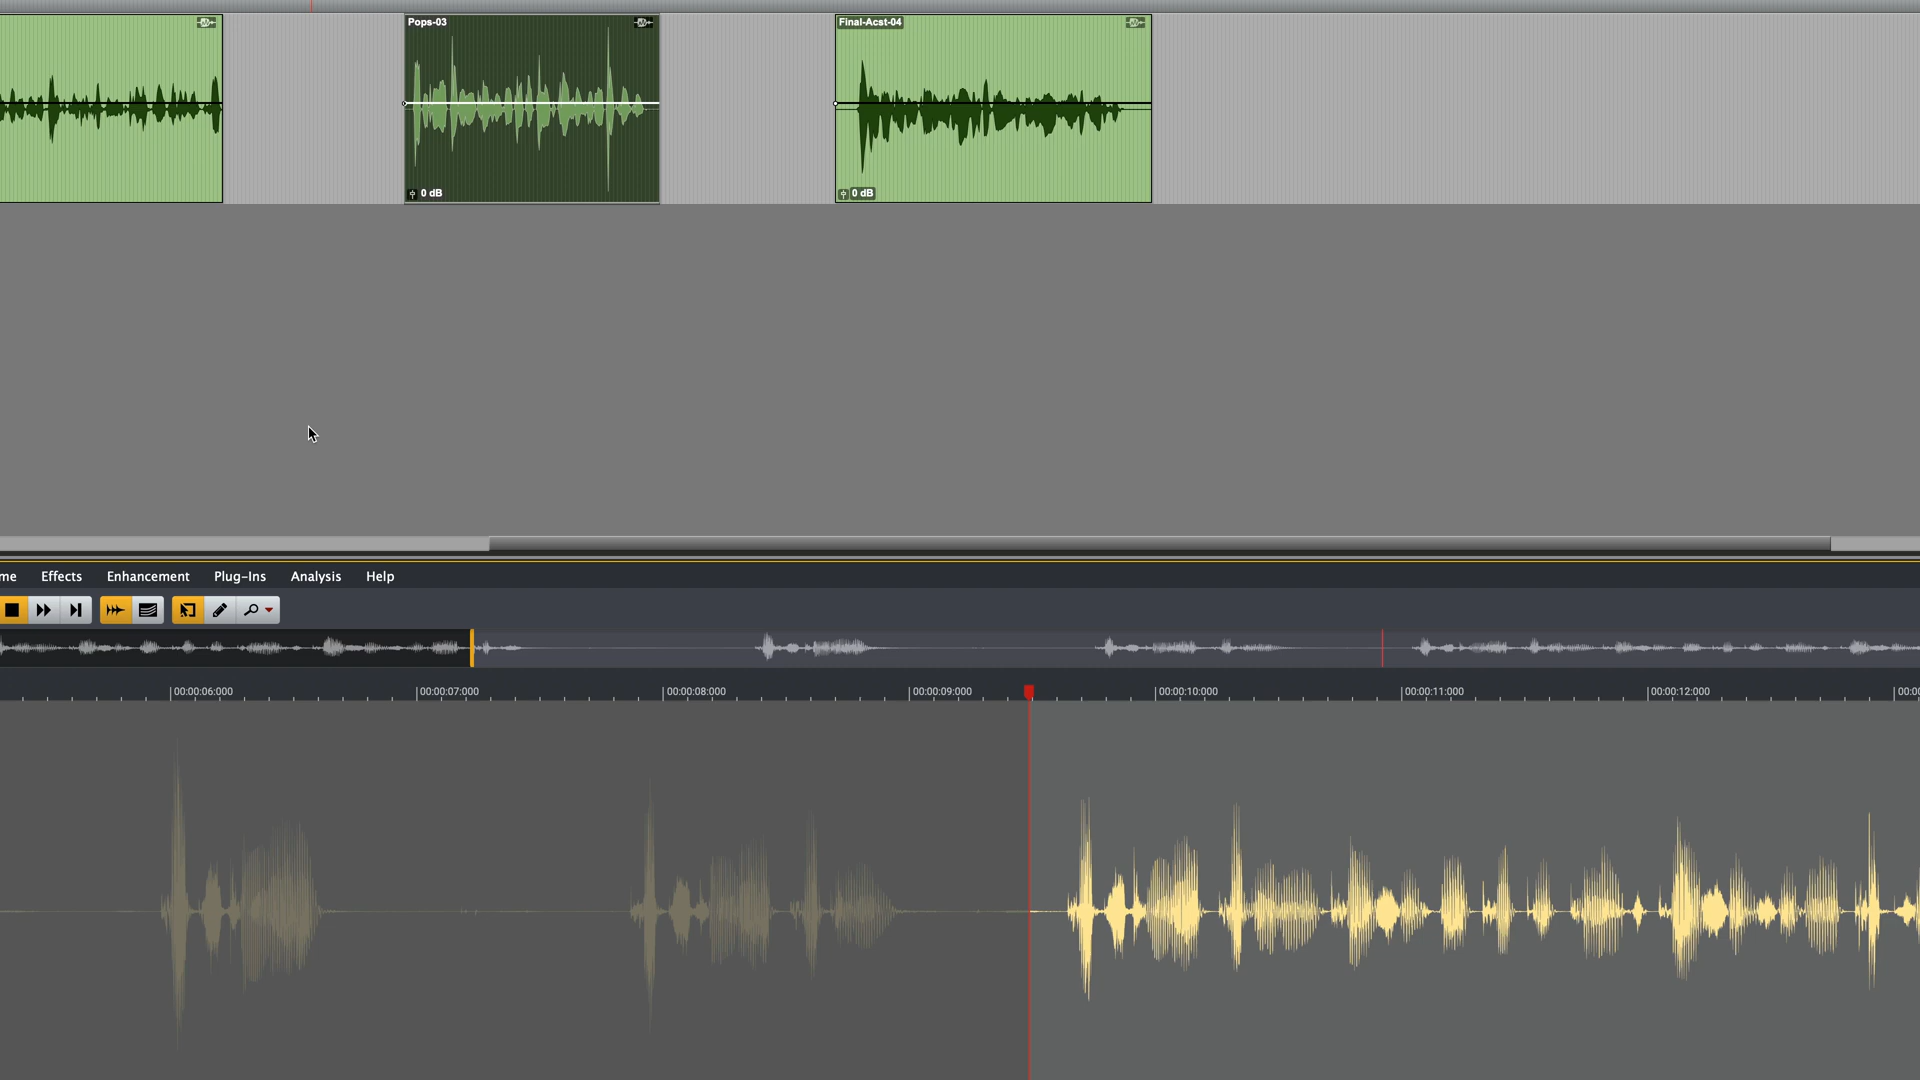 Pops-03
Final-Acst-04
0 dB
0 dB
me Effects Enhancement Plug-Ins Analysis Help
00:00:06:000 00:00:07:000 00:00:08:000 00:00:09:000 00:00:10:000 00:00:11:000 00:00:12:000 00:00